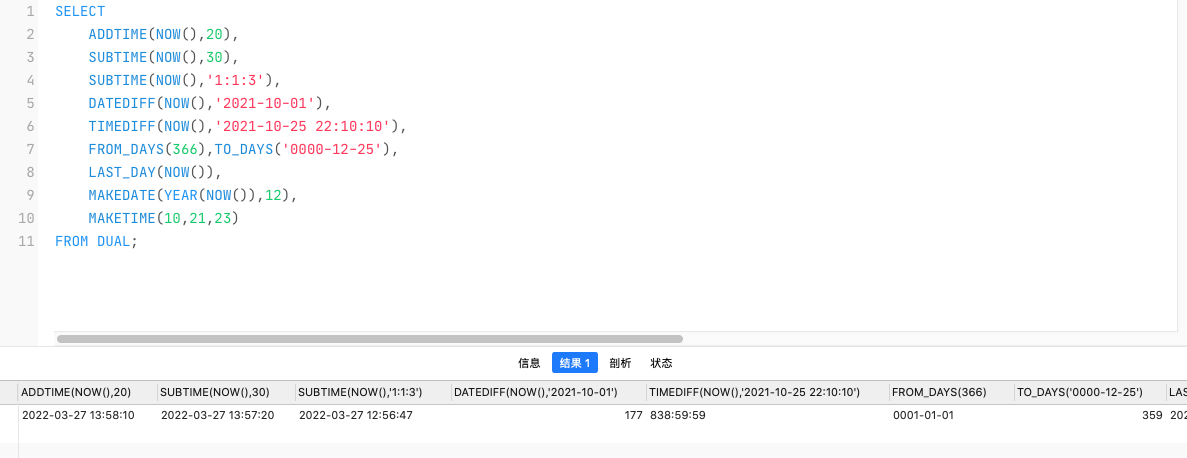 1 SELECT
2 ADDTIME(NOW(),20),
3 SUBTIME(NOW(),30),
4 SUBTIME(NOW(),'1:1:3'),
5 DATEDIFF(NOW(),'2021-10-01'),
6 TIMEDIFF(NOW(),'2021-10-25 22:10:10'),
7 FROM_DAYS(366),TO_DAYS('0000-12-25'),
8 LAST_DAY(NOW()),
9 MAKEDATE(YEAR(NOW()),12),
10 MAKETIME(10,21,23)
11 FROM DUAL;
信息 结果 1 剖析 状态
ADDTIME(NOW(),20) SUBTIME(NOW(),30) SUBTIME(NOW(),'1:1:3') DATEDIFF(NOW(),'2021-10-01') TIMEDIFF(NOW(),'2021-10-25 22:10:10') FROM_DAYS(366) TO_DAYS('0000-12-25') LAS
2022-03-27 13:58:10 2022-03-27 13:57:20 2022-03-27 12:56:47 177 838:59:59 0001-01-01 359 202